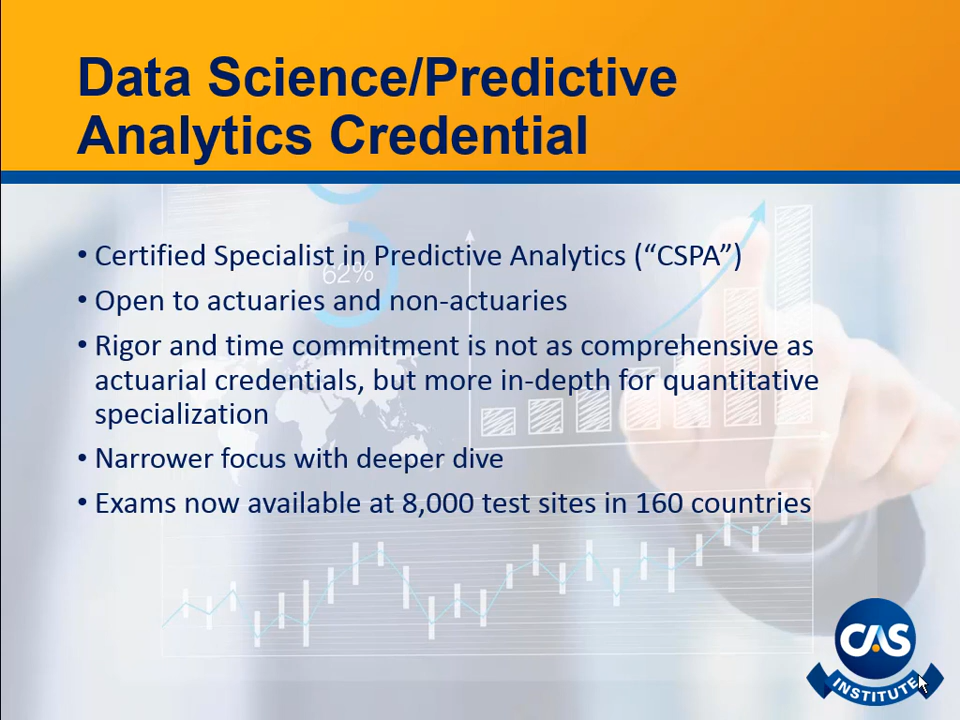 Data Science/Predictive
Analytics Credential
• Certified Specialist in Predictive Analytics (“CSPA”)
62%
• Open to actuaries and non-actuaries
• Rigor and time commitment is not as comprehensive as
actuarial credentials, but more in-depth for quantitative
specialization
• Narrower focus with deeper dive
• Exams now available at 8,000 test sites in 160 countries
CAS
INSTITUTE